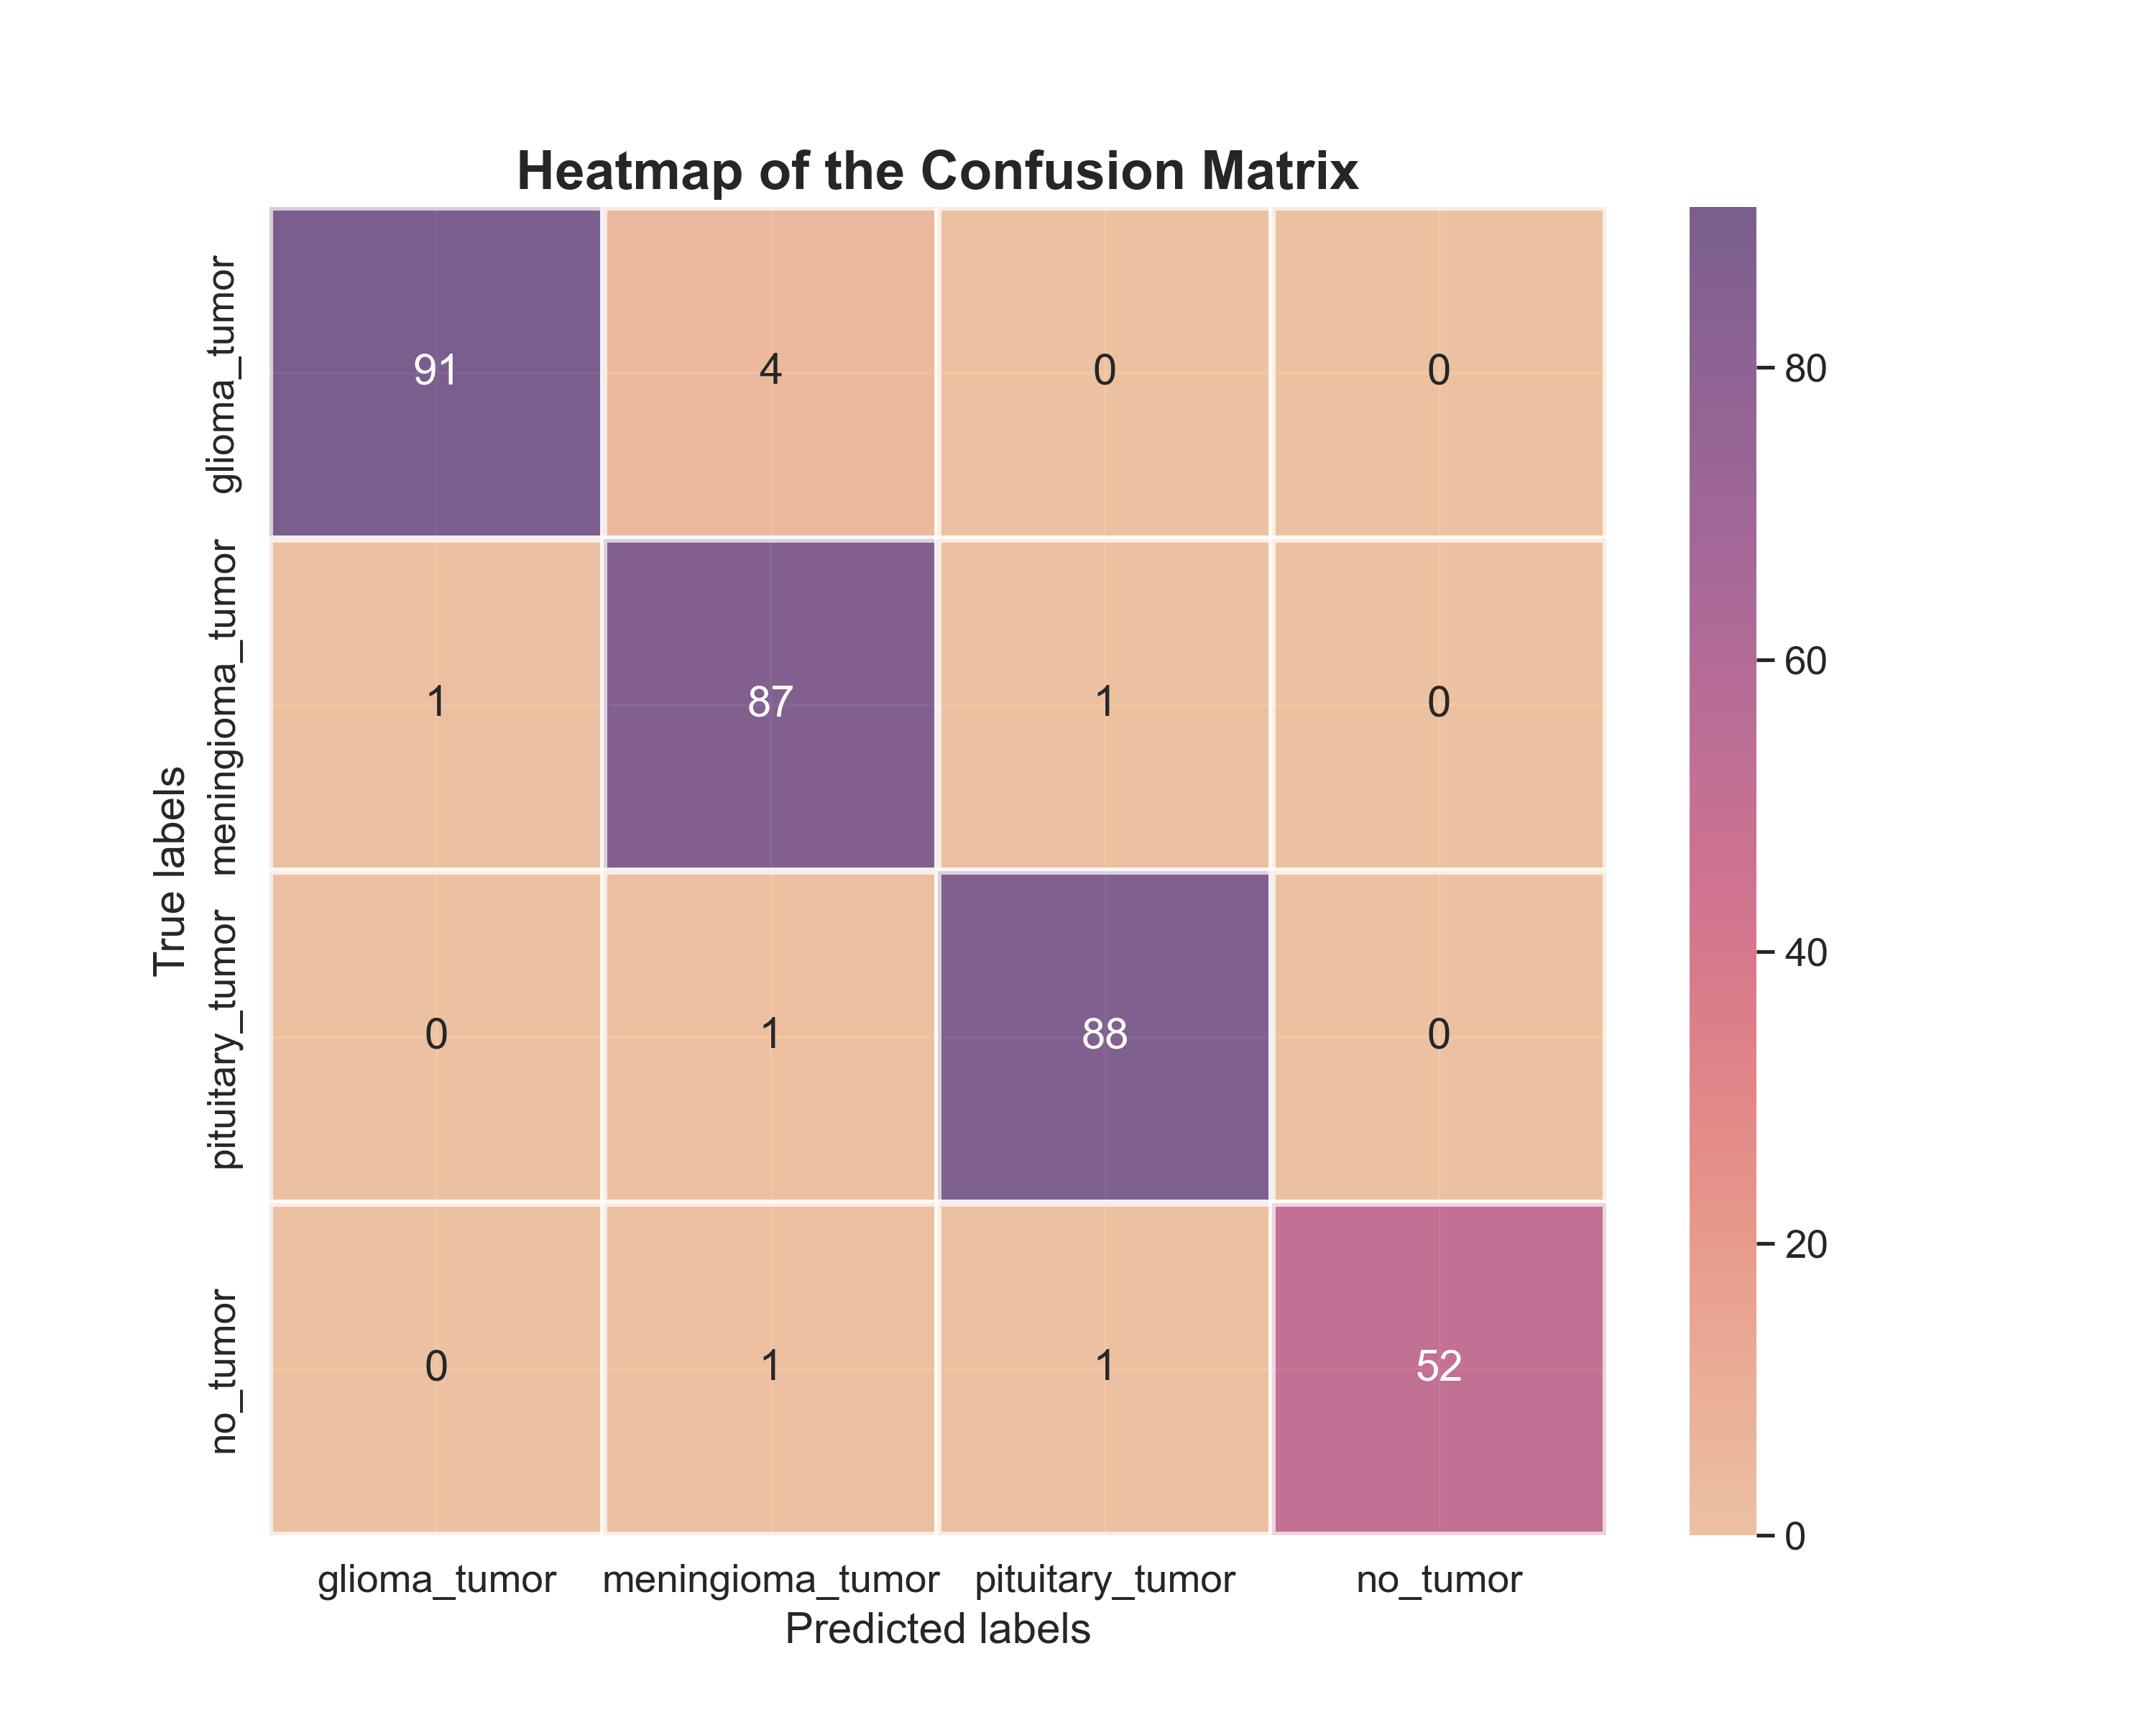 Heatmap of the Confusion Matrix
True labels
glioma_tumor
91 4 0 0
meningioma_tumor
1 87 1 0
pituitary_tumor
0 1 88 0
no_tumor
0 1 1 52
glioma_tumor meningioma_tumor pituitary_tumor no_tumor
Predicted labels
80
60
40
20
0